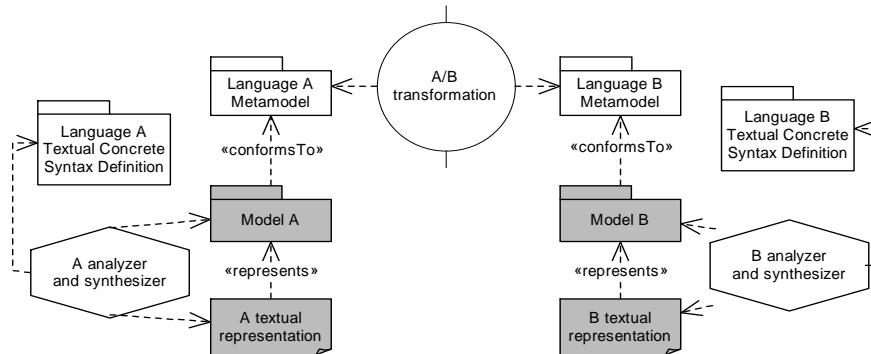 A/B
transformation
Language A
Metamodel
Language B
Metamodel
Language A
Textual Concrete
Syntax Definition
Language B
Textual Concrete
Syntax Definition
«conformsTo»
«conformsTo»
Model A
Model B
A analyzer
and synthesizer
«represents»
«represents»
B analyzer
and synthesizer
A textual
representation
B textual
representation